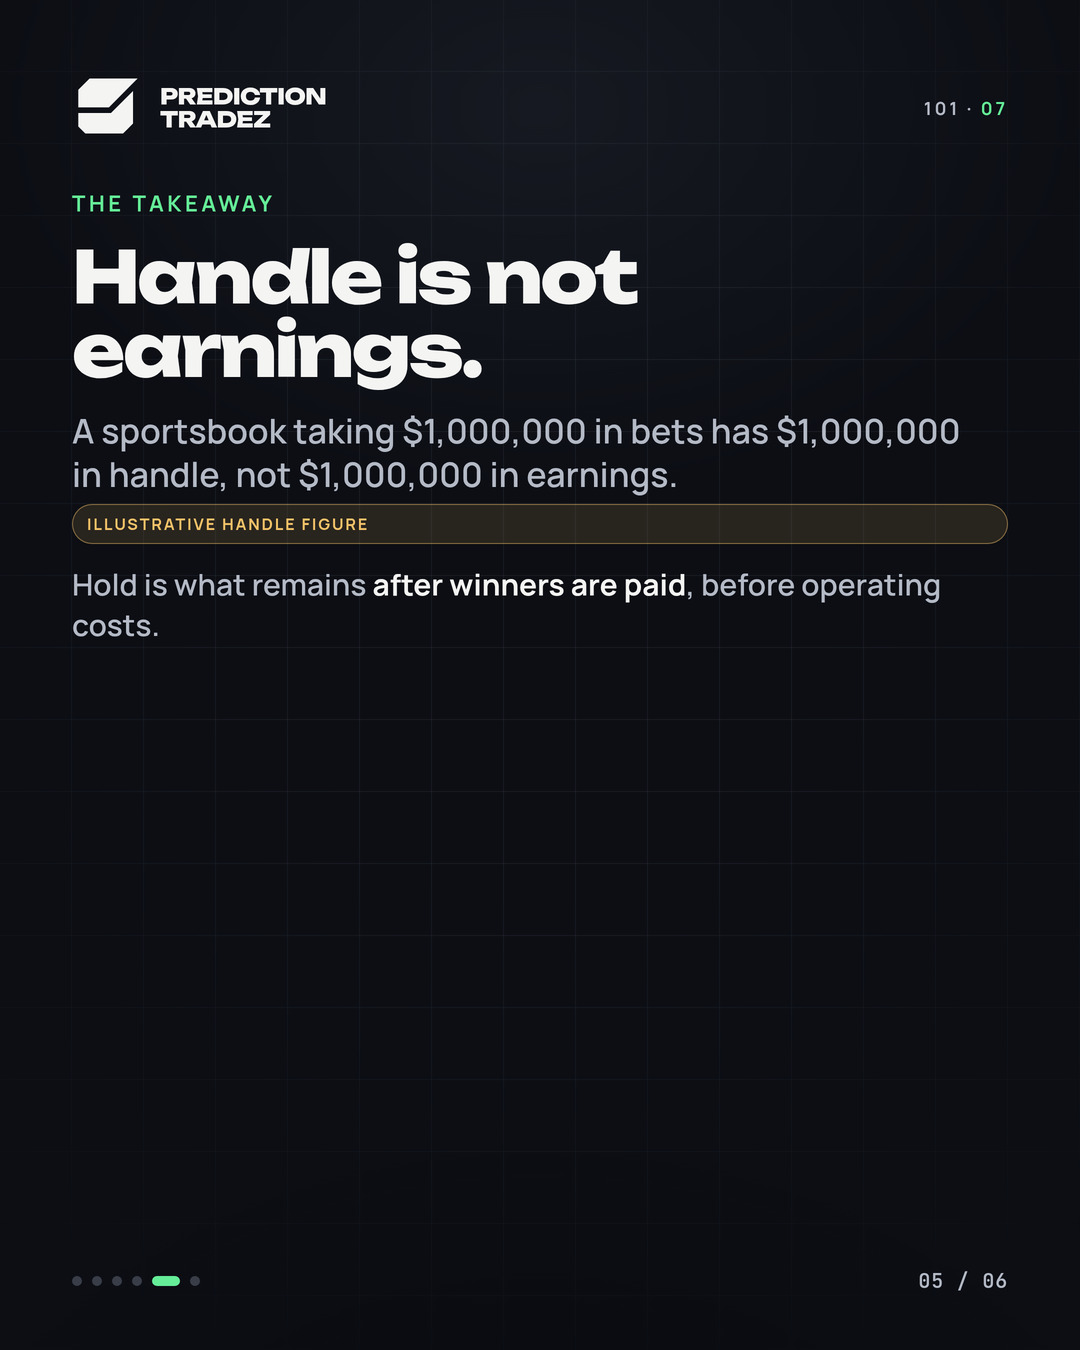 PREDICTION
TRADEZ
101 · 07
THE TAKEAWAY
Handle is not
earnings.
A sportsbook taking $1,000,000 in bets has $1,000,000
in handle, not $1,000,000 in earnings.
ILLUSTRATIVE HANDLE FIGURE
Hold is what remains after winners are paid, before operating
costs.
05 / 06